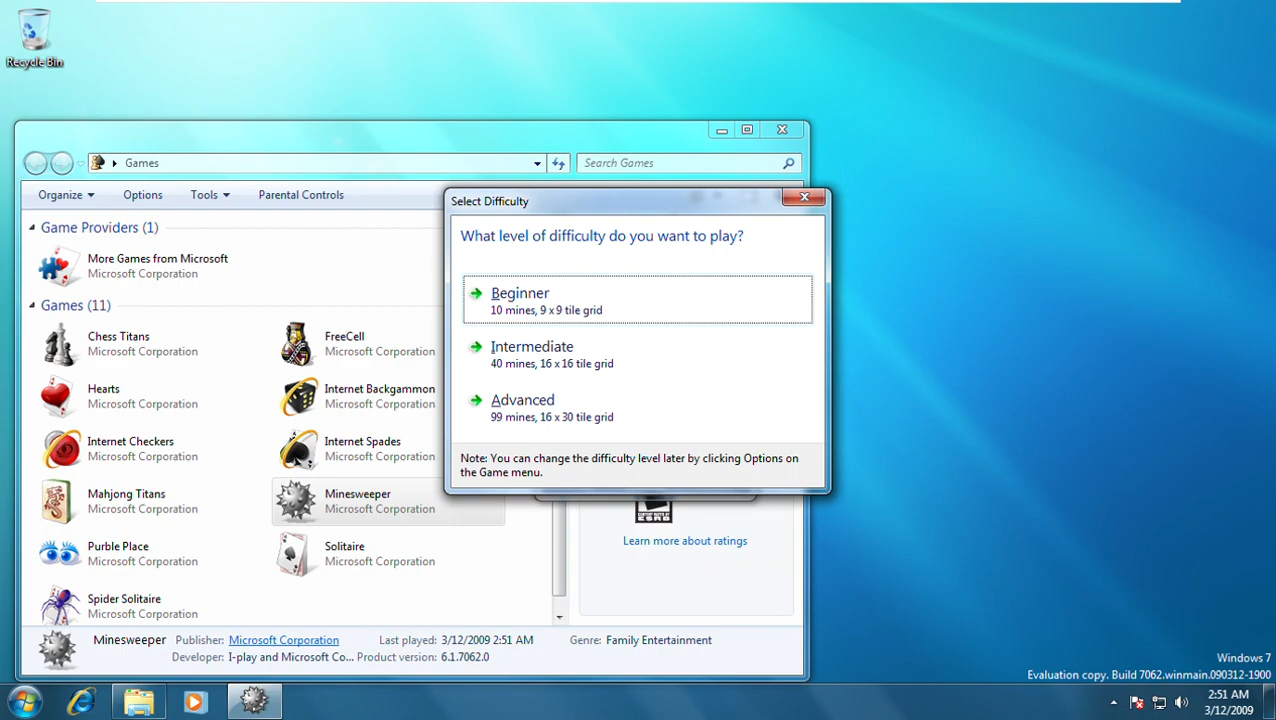 Recycle Bin
Games
Search Games
Organize
Options
Tools
Parental Controls
Game Providers (1)
More Games from Microsoft
Microsoft Corporation
Games (11)
Chess Titans
Microsoft Corporation
FreeCell
Microsoft Corporation
Hearts
Microsoft Corporation
Internet Backgammon
Microsoft Corporation
Internet Checkers
Microsoft Corporation
Internet Spades
Microsoft Corporation
Mahjong Titans
Microsoft Corporation
Minesweeper
Microsoft Corporation
Purble Place
Microsoft Corporation
Solitaire
Microsoft Corporation
Spider Solitaire
Microsoft Corporation
Select Difficulty
What level of difficulty do you want to play?
Beginner
10 mines, 9 x 9 tile grid
Intermediate
40 mines, 16 x 16 tile grid
Advanced
99 mines, 16 x 30 tile grid
Note: You can change the difficulty level later by clicking Options on
the Game menu.
ESRB
Learn more about ratings
Minesweeper Publisher: Microsoft Corporation Last played: 3/12/2009 2:51 AM Genre: Family Entertainment
Developer: I-play and Microsoft Co... Product version: 6.1.7062.0
Windows 7
Evaluation copy. Build 7062.winmain.090312-1900
2:51 AM
3/12/2009